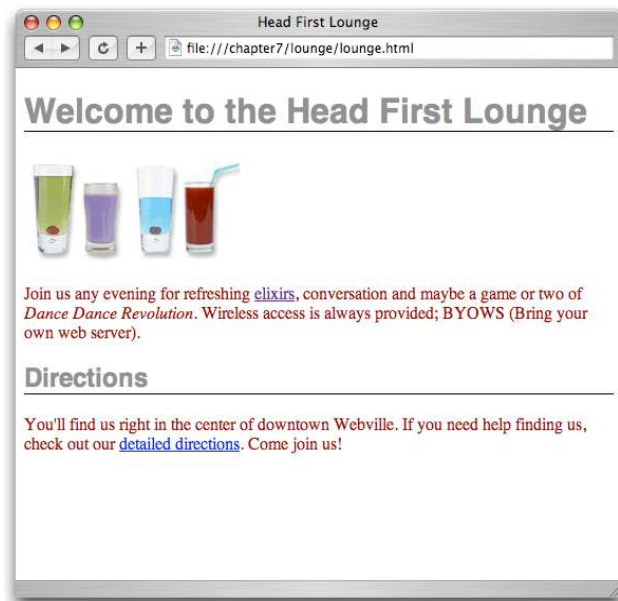 Head First Lounge
file:///chapter7/lounge/lounge.html
Welcome to the Head First Lounge
Join us any evening for refreshing elixirs, conversation and maybe a game or two of
Dance Dance Revolution. Wireless access is always provided; BYOWS (Bring your
own web server).
Directions
You'll find us right in the center of downtown Webville. If you need help finding us,
check out our detailed directions. Come join us!